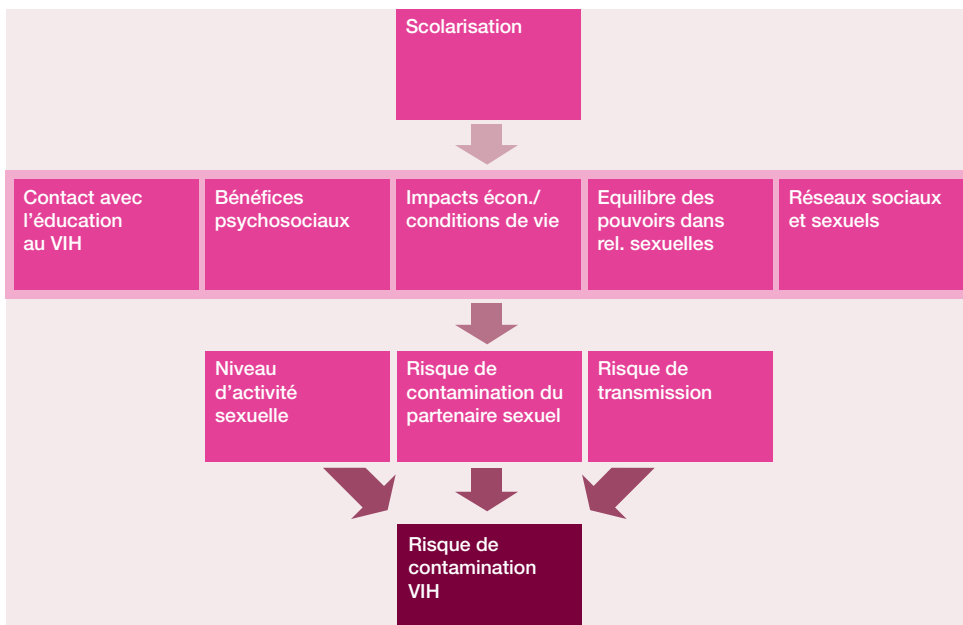 Scolarisation
Contact avec
l'éducation
au VIH
Bénéfices
psychosociaux
Impacts écon./
conditions de vie
Equilibre des
pouvoirs dans
rel. sexuelles
Réseaux sociaux
et sexuels
Niveau
d'activité
sexuelle
Risque de
contamination du
partenaire sexuel
Risque de
transmission
Risque de
contamination
VIH